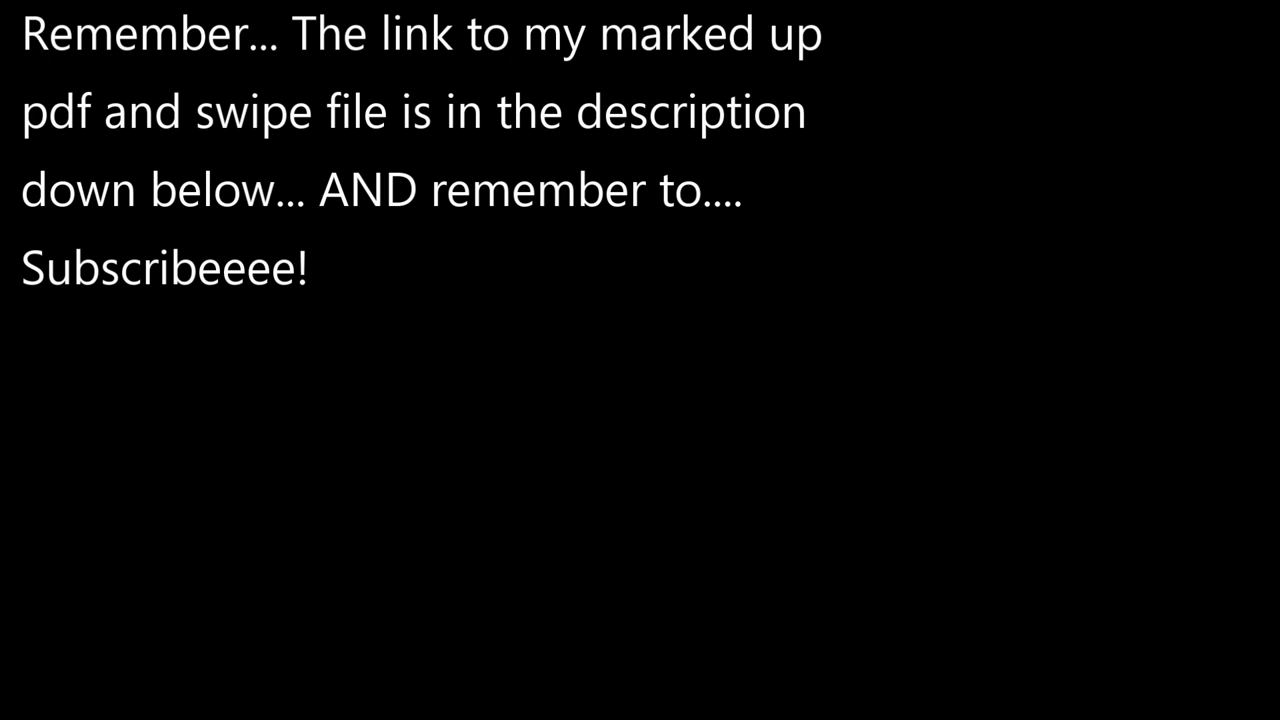 Remember... The link to my marked up
pdf and swipe file is in the description
down below... AND remember to....
Subscribeeee!